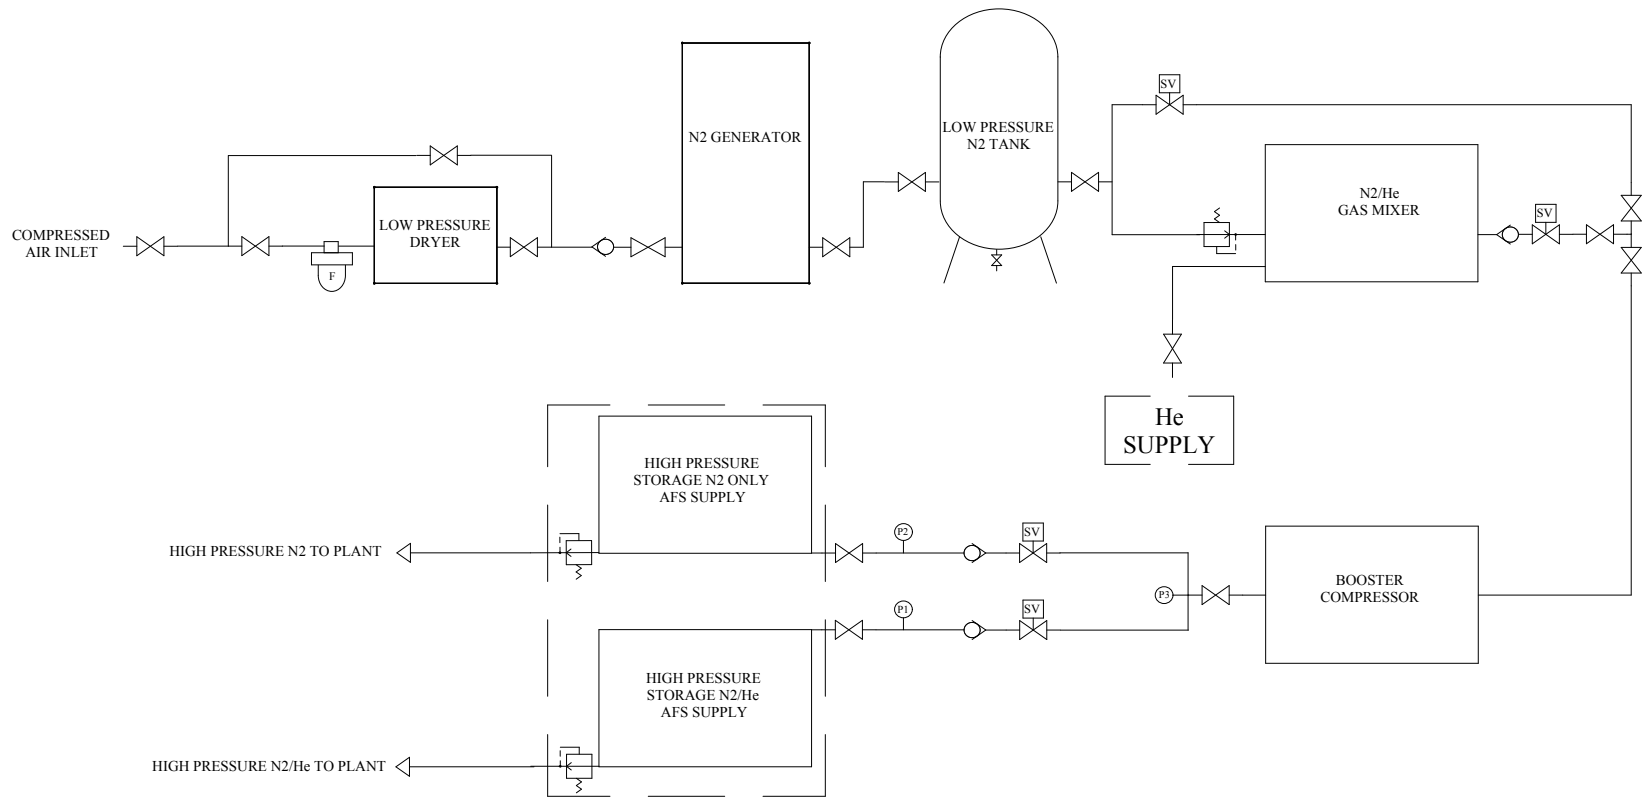 SV
LOW PRESSURE
N2 TANK
N2 GENERATOR
N2/He
GAS MIXER
SV
LOW PRESSURE
DRYER
COMPRESSED
AIR INLET
F
He
SUPPLY
HIGH PRESSURE
STORAGE N2 ONLY
AFS SUPPLY
HIGH PRESSURE N2 TO PLANT
P2
SV
BOOSTER
COMPRESSOR
P3
P1
SV
HIGH PRESSURE
STORAGE N2/He
AFS SUPPLY
HIGH PRESSURE N2/He TO PLANT